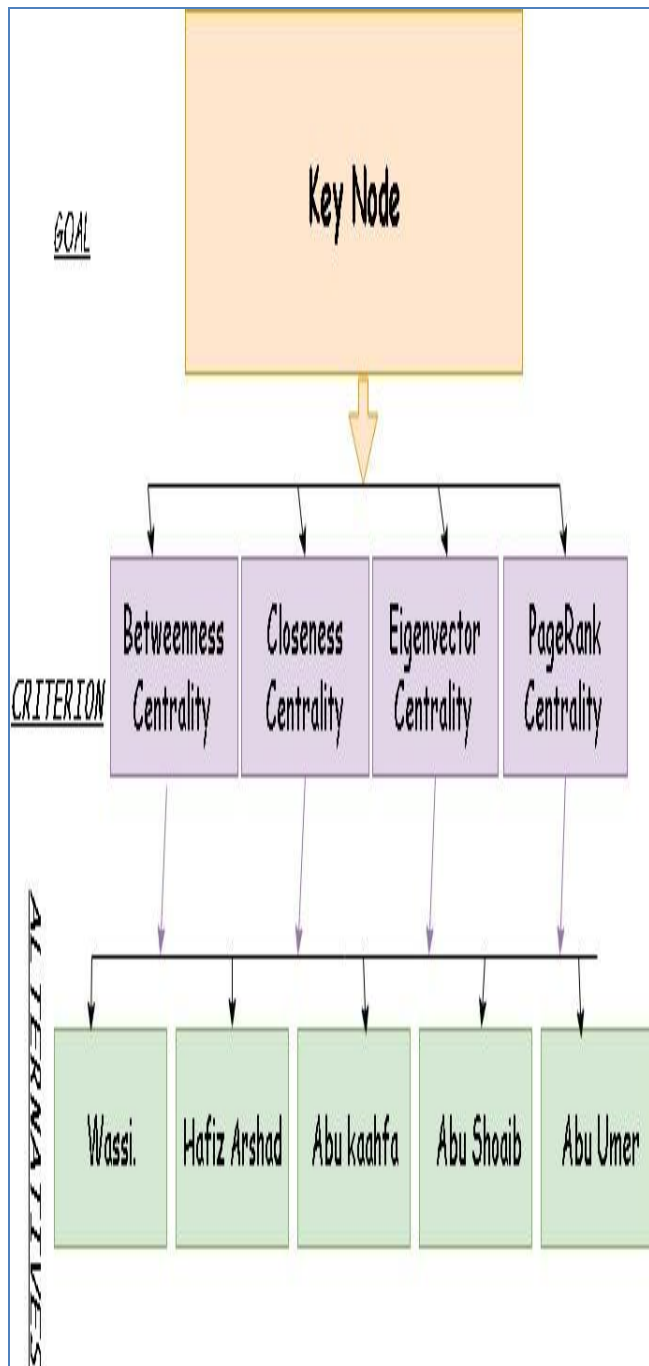 Key Node
GOAL
Betweenness
Centrality
Closeness
Centrality
Eigenvector
Centrality
PageRank
Centrality
CRITERION
ALTERNATIVES
Wassi.
Hafiz Arshad
Abu kaahfa
Abu Shoaib
Abu Umer